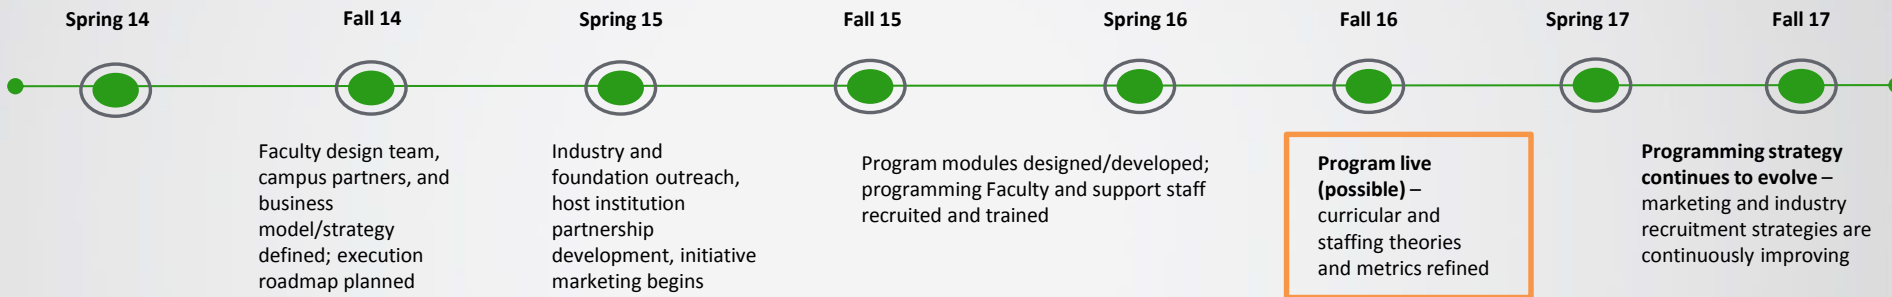 Spring 14
Fall 14
Spring 15
Fall 15
Spring 16
Fall 16
Spring 17
Fall 17
Faculty design team,
campus partners, and
business
model/strategy
defined; execution
roadmap planned
Industry and
foundation outreach,
host institution
partnership
development, initiative
marketing begins
Program modules designed/developed;
programming Faculty and support staff
recruited and trained
Program live
(possible) –
curricular and
staffing theories
and metrics refined
Programming strategy
continues to evolve –
marketing and industry
recruitment strategies are
continuously improving